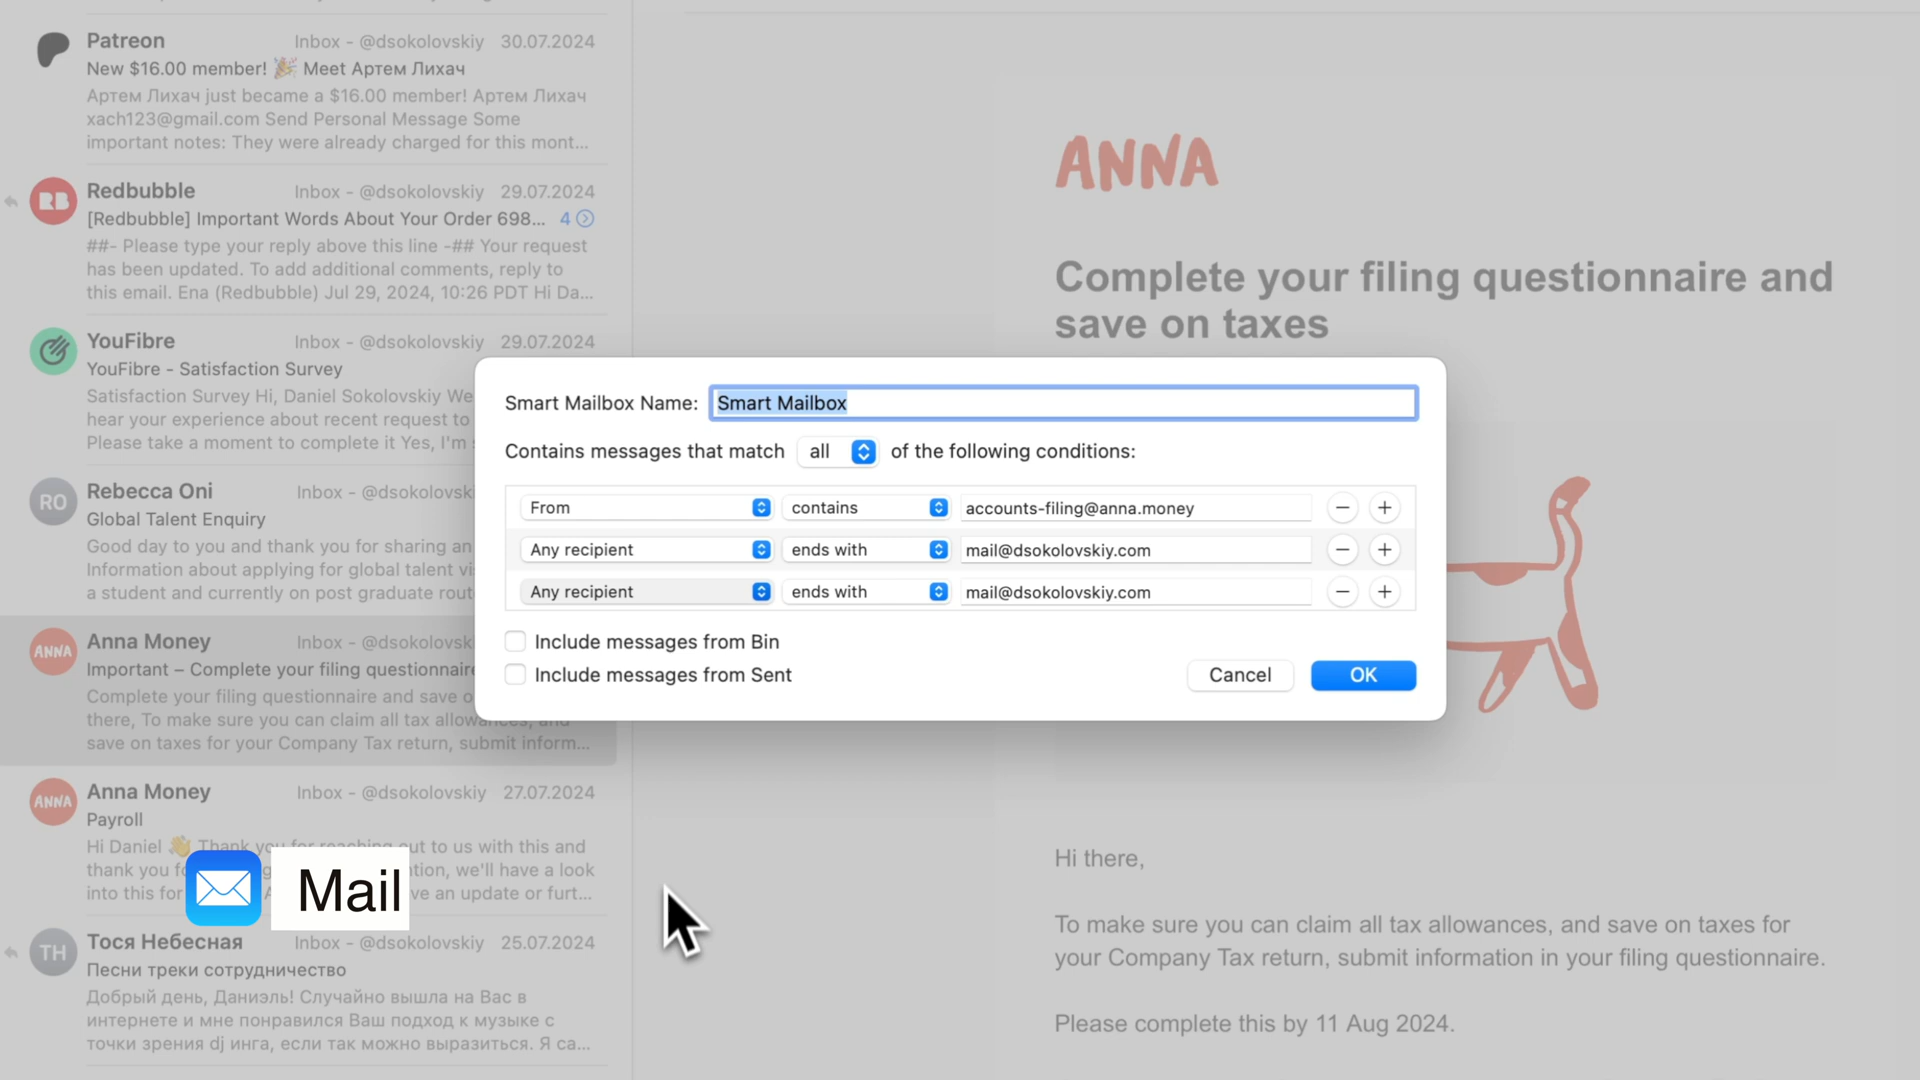 Patreon Inbox - @dsokolovskiy 30.07.2024
New $16.00 member! 🎉 Meet Артем Лихач
Артем Лихач just became a $16.00 member! Артем Лихач
xach123@gmail.com Send Personal Message Some
important notes: They were already charged for this mont...
Redbubble Inbox - @dsokolovskiy 29.07.2024
[Redbubble] Important Words About Your Order 698... 4
##- Please type your reply above this line -## Your request
has been updated. To add additional comments, reply to
this email. Ena (Redbubble) Jul 29, 2024, 10:26 PDT Hi Da...
YouFibre Inbox - @dsokolovskiy 29.07.2024
YouFibre - Satisfaction Survey
Satisfaction Survey Hi, Daniel Sokolovskiy We
hear your experience about recent request to
Please take a moment to complete it Yes, I'm
RO
Rebecca Oni Inbox - @dsokolovski
Global Talent Enquiry
Good day to you and thank you for sharing an
Information about applying for global talent vi
a student and currently on post graduate rout
ANNA
Anna Money Inbox - @dsokolovsk
Important – Complete your filing questionnaire
Complete your filing questionnaire and save o
there, To make sure you can claim all tax allowances, and
save on taxes for your Company Tax return, submit inform...
ANNA
Anna Money Inbox - @dsokolovskiy 27.07.2024
Payroll
Hi Daniel 👋 Thank you for reaching out to us with this and
thank you fo tion, we'll have a look
into this for ve an update or furt...
Mail
TH
Тося Небесная Inbox - @dsokolovskiy 25.07.2024
Песни треки сотрудничество
Добрый день, Даниэль! Случайно вышла на Вас в
интернете и мне понравился Ваш подход к музыке с
точки зрения dj инга, если так можно выразиться. Я са...
Smart Mailbox Name: Smart Mailbox
Contains messages that match all of the following conditions:
From contains accounts-filing@anna.money
Any recipient ends with mail@dsokolovskiy.com
Any recipient ends with mail@dsokolovskiy.com
Include messages from Bin
Include messages from Sent
Cancel OK
ANNA
Complete your filing questionnaire and
save on taxes
Hi there,
To make sure you can claim all tax allowances, and save on taxes for
your Company Tax return, submit information in your filing questionnaire.
Please complete this by 11 Aug 2024.